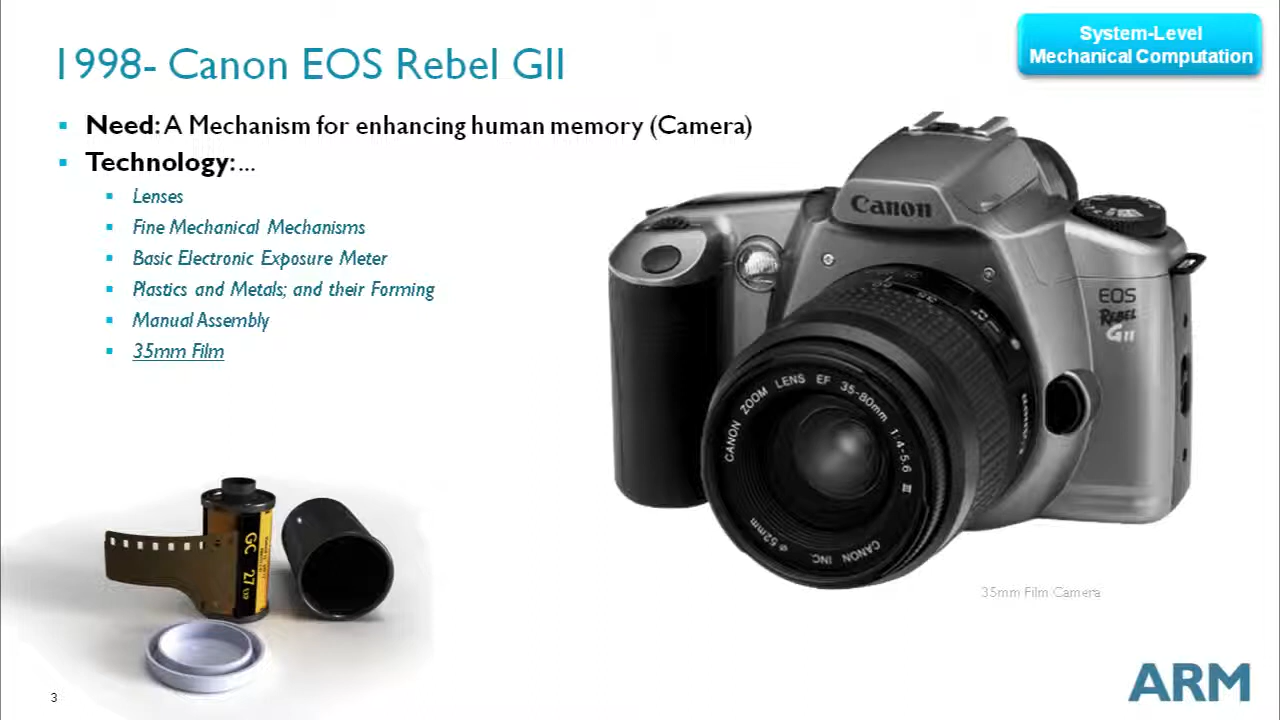 1998- Canon EOS Rebel GII
System-Level
Mechanical Computation
Need: A Mechanism for enhancing human memory (Camera)
Technology: ...
Lenses
Fine Mechanical Mechanisms
Basic Electronic Exposure Meter
Plastics and Metals; and their Forming
Manual Assembly
35mm Film
Canon
EOS
REBEL
GII
CANON ZOOM LENS EF 35-80mm 1:4-5.6 III
ø52mm
CANON INC.
GC
27
35mm Film Camera
3
ARM